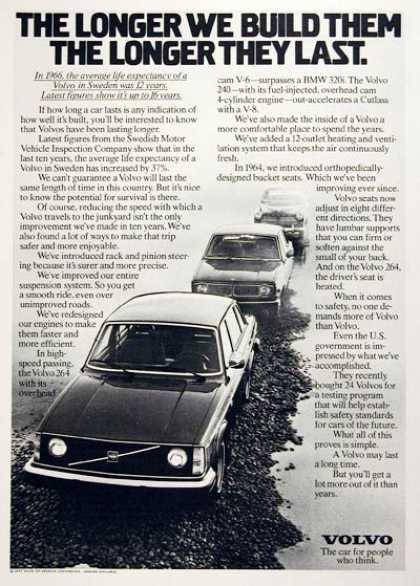 THE LONGER WE BUILD THEM
THE LONGER THEY LAST.
In 1966, the average life expectancy of a
Volvo in Sweden was 12 years.
Latest figures show it's up to 16 years.
If how long a car lasts is any indication of
how well it's built, you'll be interested to know
that Volvos have been lasting longer.
Latest figures from the Swedish Motor
Vehicle Inspection Company show that in the
last ten years, the average life expectancy of a
Volvo in Sweden has increased by 37%.
We can't guarantee a Volvo will last the
same length of time in this country. But it's nice
to know the potential for survival is there.
Of course, reducing the speed with which a
Volvo travels to the junkyard isn't the only
improvement we've made in ten years. We've
also found a lot of ways to make that trip
safer and more enjoyable.
We've introduced rack and pinion steer-
ing because it's surer and more precise.
We've improved our entire
suspension system. So you get
a smooth ride, even over
unimproved roads.
We've redesigned
our engines to make
them faster and
more efficient.
In high-
speed passing,
the Volvo 264
with its
overhead
cam V-6—surpasses a BMW 320i. The Volvo
240—with its fuel-injected, overhead cam
4-cylinder engine—out-accelerates a Cutlass
with a V-8.
We've also made the inside of a Volvo a
more comfortable place to spend the years.
We've added a 12-outlet heating and venti-
lation system that keeps the air continually
fresh.
In 1964, we introduced orthopedically-
designed bucket seats. Which we've been
improving ever since.
Volvo seats now
adjust in eight differ-
ent directions. They
have lumbar supports
that you can firm or
soften against the
small of your back.
And on the Volvo 264,
the driver's seat is
heated.
When it comes
to safety, no one de-
mands more of Volvo
than Volvo.
Even the U.S.
government is im-
pressed by what we've
accomplished.
They recently
bought 24 Volvos for
a testing program
that will help estab-
lish safety standards
for cars of the future.
What all of this
proves is simple.
A Volvo may last
a long time.
But you'll get a
lot more out of it than
years.
VOLVO
The car for people
who think.